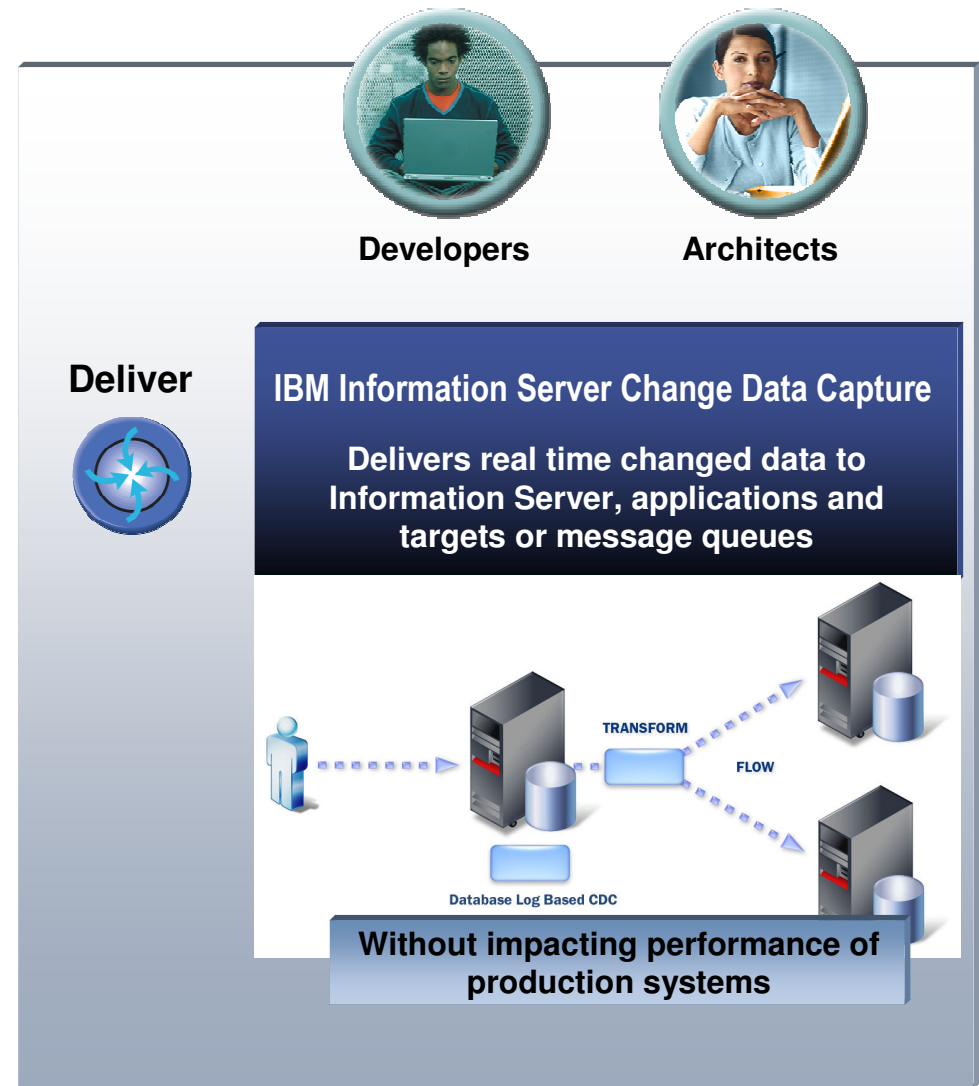 Developers
Architects
Deliver
IBM Information Server Change Data Capture
Delivers real time changed data to
Information Server, applications and
targets or message queues
TRANSFORM
FLOW
Database Log Based CDC
Without impacting performance of
production systems